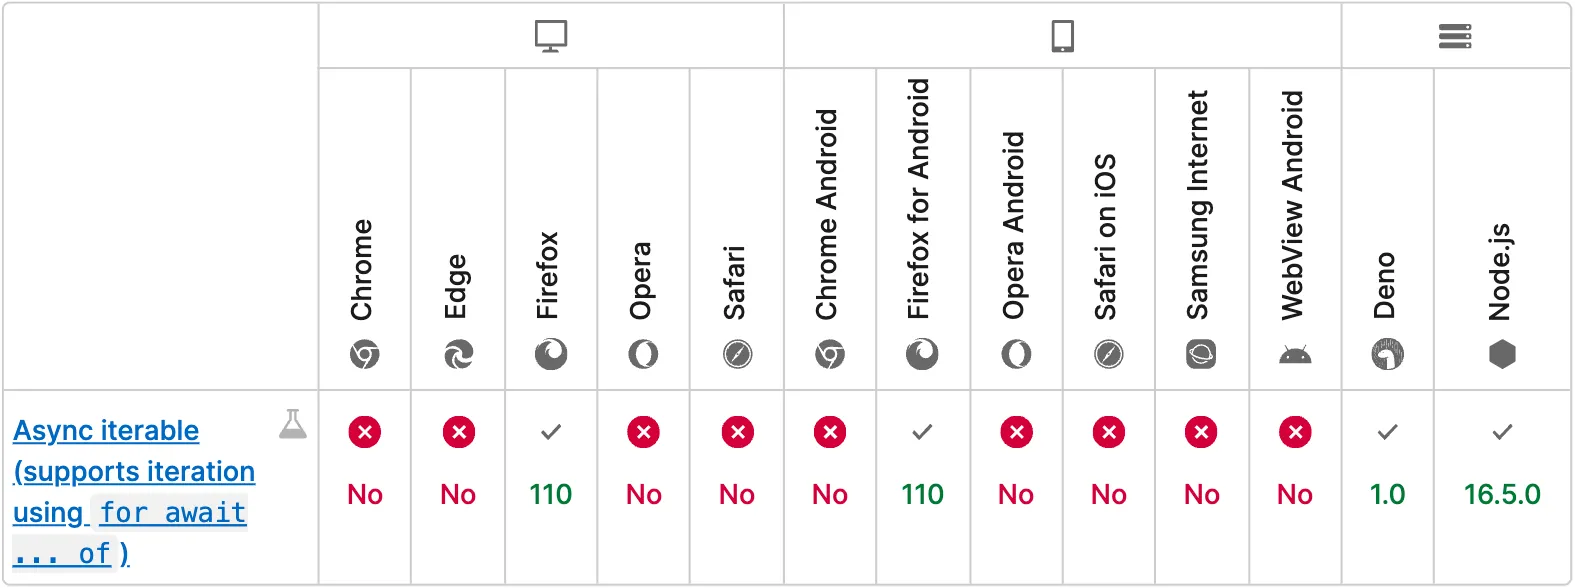 Chrome
Edge
Firefox
Opera
Safari
Chrome Android
Firefox for Android
Opera Android
Safari on iOS
Samsung Internet
WebView Android
Deno
Node.js
Async iterable
(supports iteration
using for await
... of)
No
No
110
No
No
No
110
No
No
No
No
1.0
16.5.0